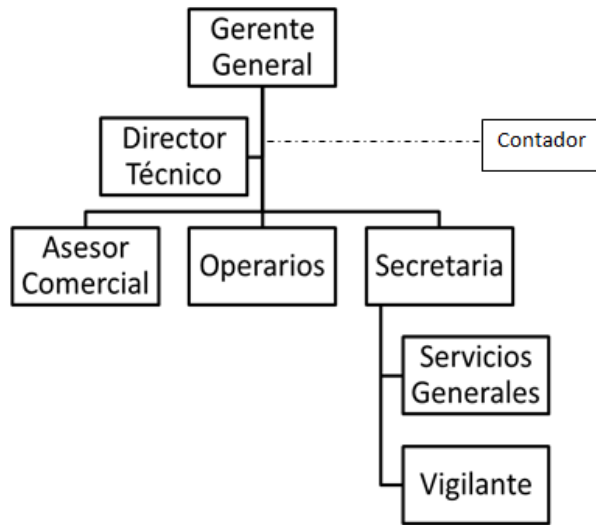 Gerente
General
Director
Técnico
Contador
Asesor
Comercial
Operarios
Secretaria
Servicios
Generales
Vigilante